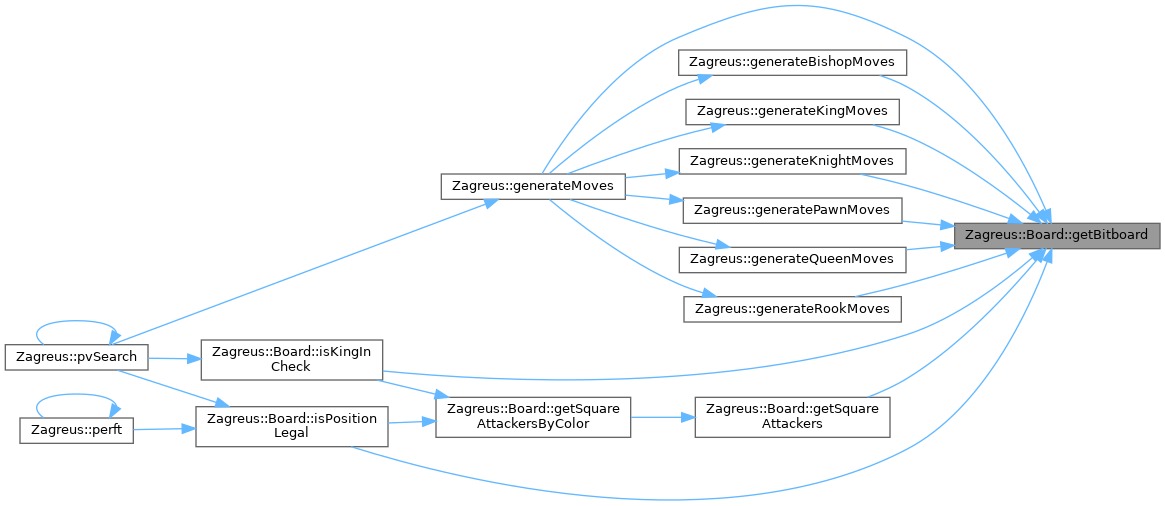 Zagreus::generateBishopMoves
Zagreus::generateKingMoves
Zagreus::generateKnightMoves
Zagreus::generateMoves
Zagreus::generatePawnMoves
Zagreus::Board::getBitboard
Zagreus::generateQueenMoves
Zagreus::generateRookMoves
Zagreus::pvSearch
Zagreus::Board::isKingIn
Check
Zagreus::perft
Zagreus::Board::isPosition
Legal
Zagreus::Board::getSquare
AttackersByColor
Zagreus::Board::getSquare
Attackers